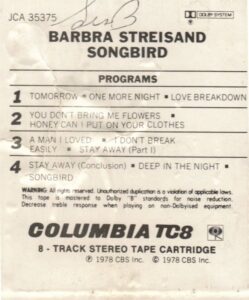 JCA 35375
DOLBY SYSTEM
BARBRA STREISAND
SONGBIRD
PROGRAMS
1 TOMORROW • ONE MORE NIGHT • LOVE BREAKDOWN
2 YOU DON'T BRING ME FLOWERS •
HONEY CAN I PUT ON YOUR CLOTHES
3 A MAN I LOVED • I DON'T BREAK
EASILY • STAY AWAY (Part I)
4 STAY AWAY (Conclusion) • DEEP IN THE NIGHT •
SONGBIRD
WARNING: All rights reserved. Unauthorized duplication is a violation of applicable laws.
This tape is mastered to Dolby "B" standards for noise reduction.
Decrease treble response when playing on non-Dolbyised equipment.
COLUMBIA TC8
8 - TRACK STEREO TAPE CARTRIDGE
Ⓟ 1978 CBS Inc. © 1978 CBS Inc.